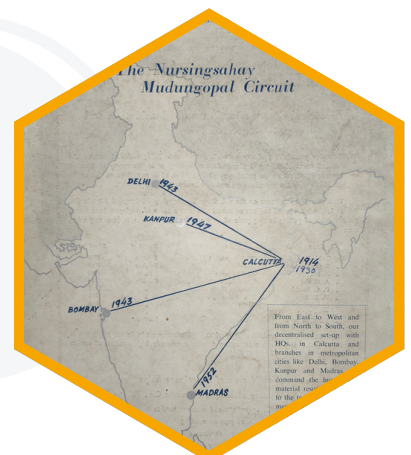 The Nursingsahay
Mudungopal Circuit
DELHI 1943
KANPUR 1947
CALCUTTA 1914
1930
BOMBAY 1943
1952
MADRAS
From East to West and
from North to South, our
decentralised set-up with
HQs. in Calcutta and
branches in metropolitan
cities like Delhi, Bombay,
Kanpur and Madras
command the
material
to the